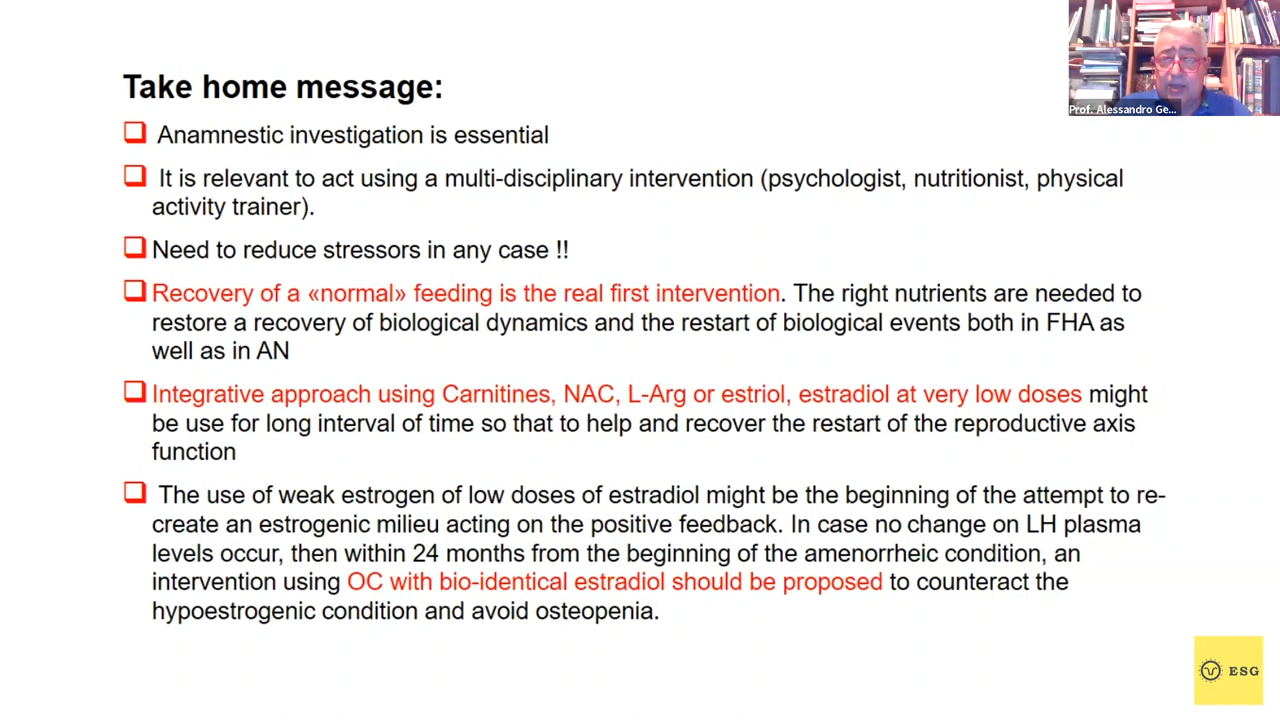 Take home message:
Anamnestic investigation is essential
It is relevant to act using a multi-disciplinary intervention (psychologist, nutritionist, physical
activity trainer).
Need to reduce stressors in any case !!
Recovery of a «normal» feeding is the real first intervention. The right nutrients are needed to
restore a recovery of biological dynamics and the restart of biological events both in FHA as
well as in AN
Integrative approach using Carnitines, NAC, L-Arg or estriol, estradiol at very low doses might
be use for long interval of time so that to help and recover the restart of the reproductive axis
function
The use of weak estrogen of low doses of estradiol might be the beginning of the attempt to re-
create an estrogenic milieu acting on the positive feedback. In case no change on LH plasma
levels occur, then within 24 months from the beginning of the amenorrheic condition, an
intervention using OC with bio-identical estradiol should be proposed to counteract the
hypoestrogenic condition and avoid osteopenia.
Prof. Alessandro Ge...
ESG